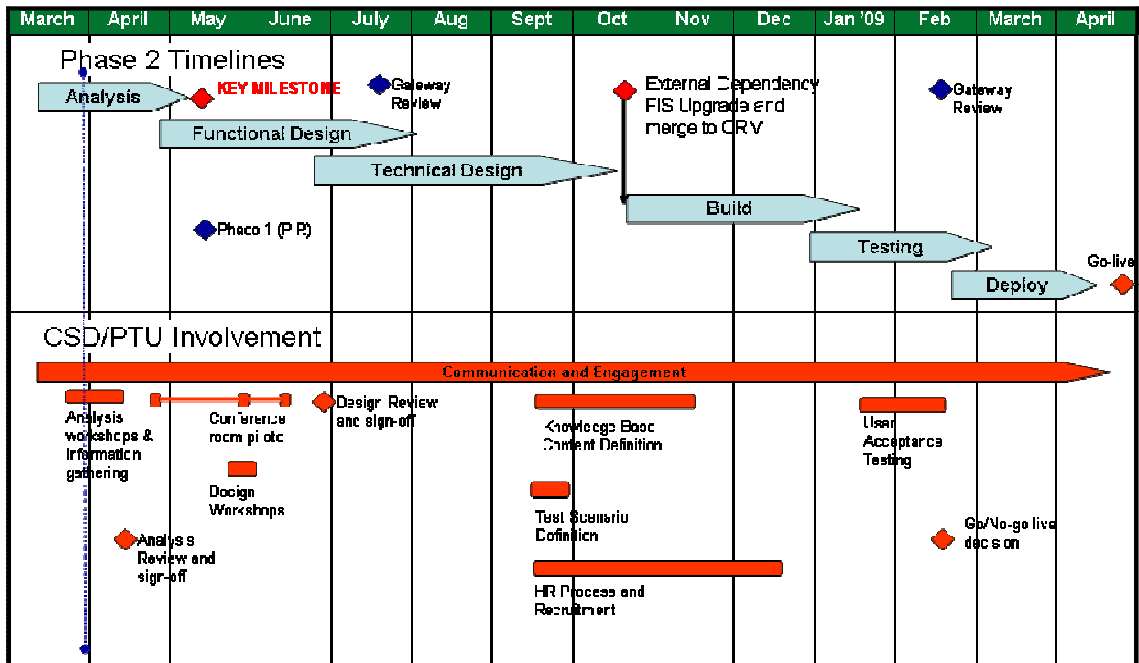 March April May June July Aug Sept Oct Nov Dec Jan '09 Feb March April
Phase 2 Timelines
Analysis
KEY MILESTONE
Gateway
Review
External Dependency
FIS Upgrade and
merge to
Gateway
Review
Functional Design
Technical Design
Build
Phase 1 (PIR)
Testing
Go-live
Deploy
CSD/PTU Involvement
Communication and Engagement
Analysis
workshops &
information
gathering
Conference
room pilots
Design Review
and sign-off
Knowledge Base
Content Definition
User
Acceptance
Testing
Design
Workshops
Test Scenario
Definition
Analysis
Review and
sign-off
Go/No-go live
decision
HR Process and
Recruitment